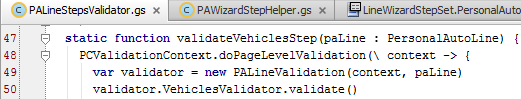 PALineStepsValidator.gs PAWizardStepHelper.gs LineWizardStepSet.PersonalAuto
47 static function validateVehiclesStep(paLine : PersonalAutoLine) {
48 PCValidationContext.doPageLevelValidation(\ context -> {
49 var validator = new PALineValidation(context, paLine)
50 validator.VehiclesValidator.validate()